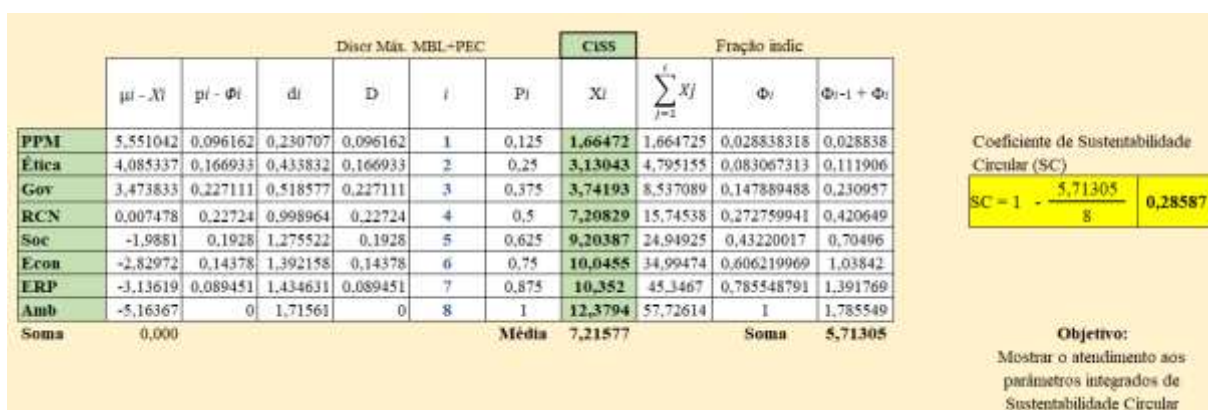 Discr Máx. MBL+PEC CISS Fração indic
µi - Xi pi - Φi di D i Pi Xi ∑ Xj Φi Φi-1 + Φi
i
j=1
PPM 5,551042 0,096162 0,230707 0,096162 1 0,125 1,66472 1,664725 0,028838318 0,028838
Ética 4,085337 0,166933 0,433832 0,166933 2 0,25 3,13043 4,795155 0,083067313 0,111906
Gov 3,473833 0,227111 0,518577 0,227111 3 0,375 3,74193 8,537089 0,147889488 0,230957
RCN 0,007478 0,22724 0,998964 0,22724 4 0,5 7,20829 15,74538 0,272759941 0,420649
Soc -1,9881 0,1928 1,275522 0,1928 5 0,625 9,20387 24,94925 0,43220017 0,70496
Econ -2,82972 0,14378 1,392158 0,14378 6 0,75 10,0455 34,99474 0,606219969 1,03842
ERP -3,13619 0,089451 1,434631 0,089451 7 0,875 10,352 45,3467 0,785548791 1,391769
Amb -5,16367 0 1,71561 0 8 1 12,3794 57,72614 1 1,785549
Soma 0,000 Média 7,21577 Soma 5,71305
Coeficiente de Sustentabilidade
Circular (SC)
SC = 1 - 5,71305 0,28587
8
Objetivo:
Mostrar o atendimento aos
parâmetros integrados de
Sustentabilidade Circular